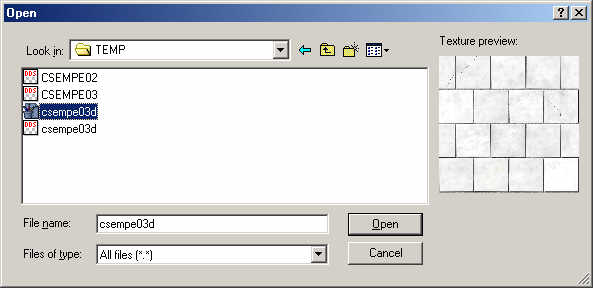 Open
Look in:
TEMP
Texture preview:
DDS CSEMPE02
DDS CSEMPE03
csempe03d
DDS csempe03d
File name:
csempe03d
Open
Files of type:
All files (*.*)
Cancel